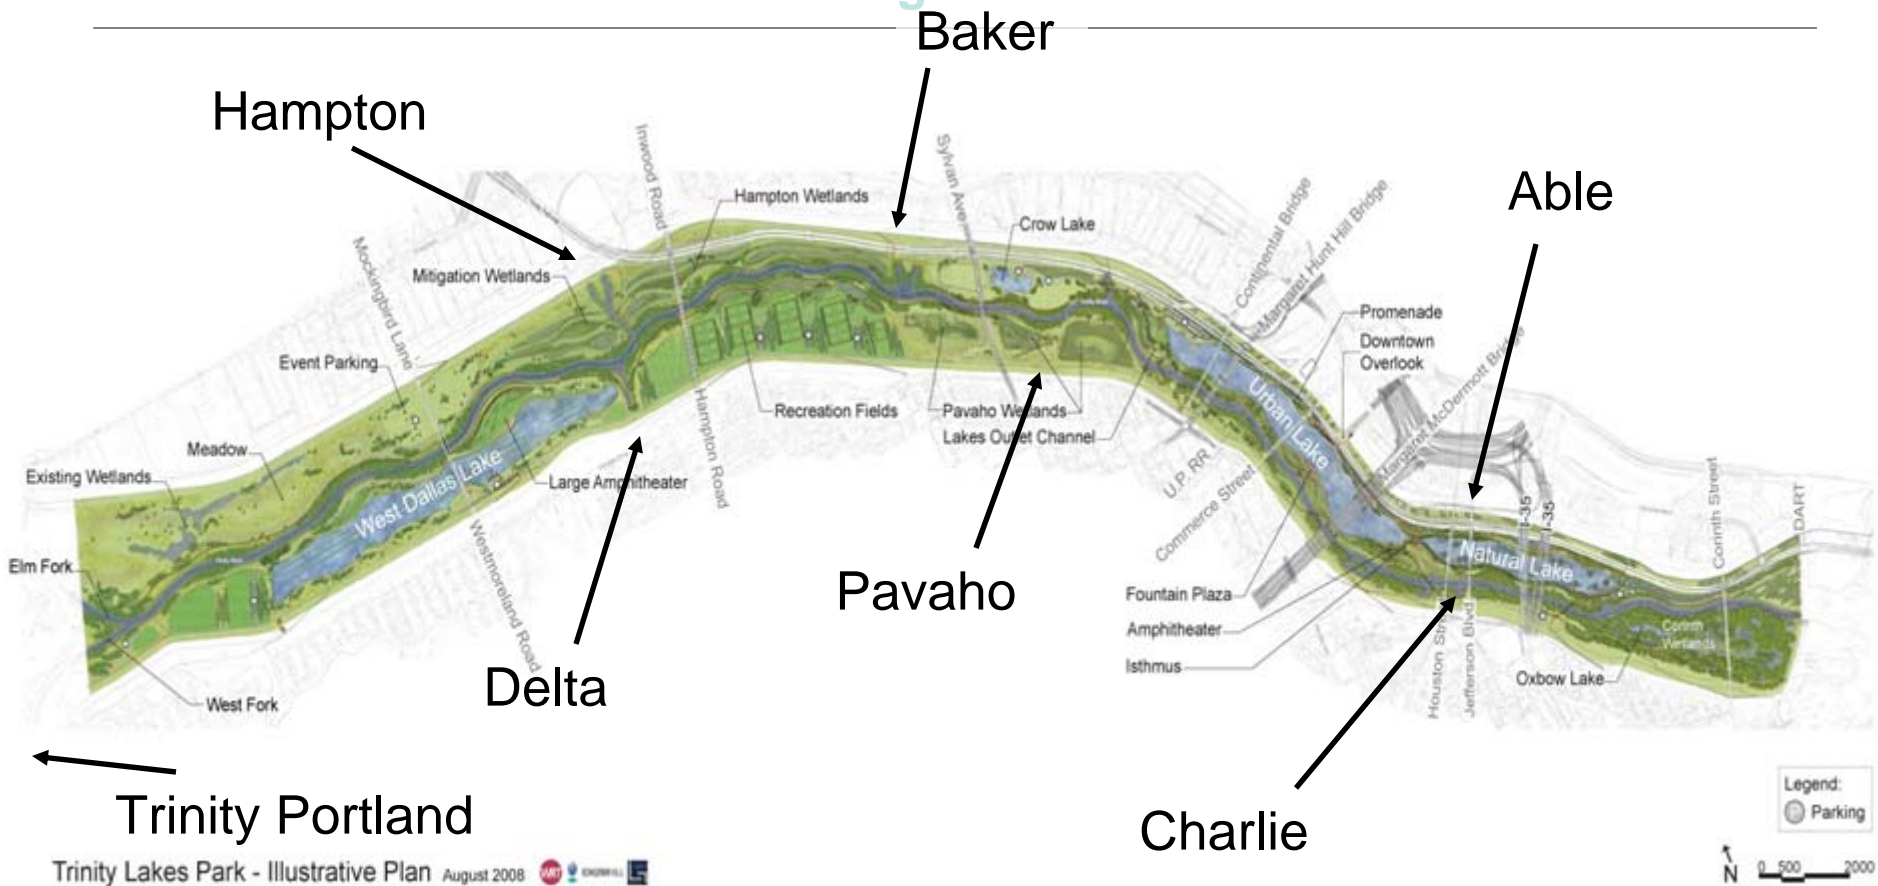 Baker
Hampton
Able
Inwood Road
Sylvan Ave
Hampton Wetlands
Crow Lake
Continental Bridge
Margaret Hunt Hill Bridge
Mockingbird Lane
Mitigation Wetlands
Promenade
Downtown
Overlook
Margaret McDermott Bridge
Event Parking
Urban Lake
Hampton Road
Recreation Fields
Pavaho Wetlands
Lakes Outlet Channel
Meadow
Existing Wetlands
West Dallas Lake
Large Amphitheater
U.P. RR
Commerce Street
I-35
I-35
Corinth Street
DART
Natural Lake
Elm Fork
Westmoreland Road
Pavaho
Fountain Plaza
Amphitheater
Isthmus
Houston Str
Jefferson Blvd
Corinth
Wetlands
Oxbow Lake
Delta
West Fork
Trinity Portland
Charlie
Legend:
Parking
Trinity Lakes Park - Illustrative Plan August 2008
N 0 500 2000